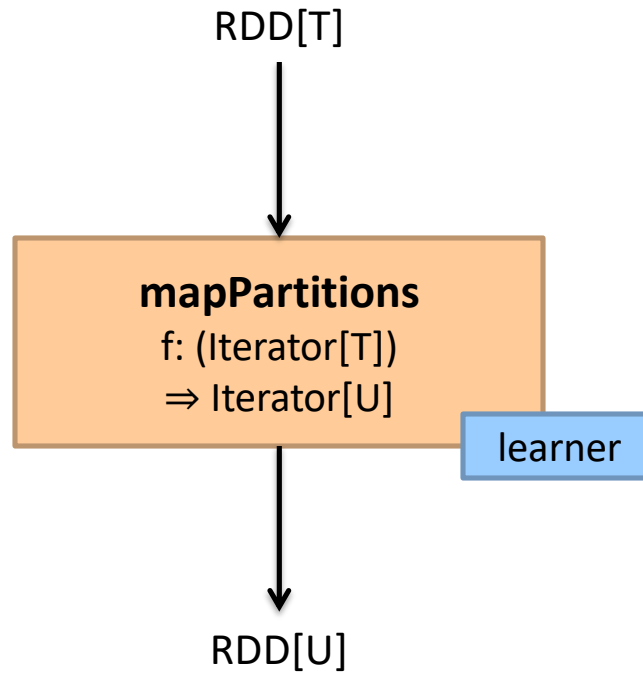 RDD[T]
mapPartitions
f: (Iterator[T])
⇒ Iterator[U]
learner
RDD[U]